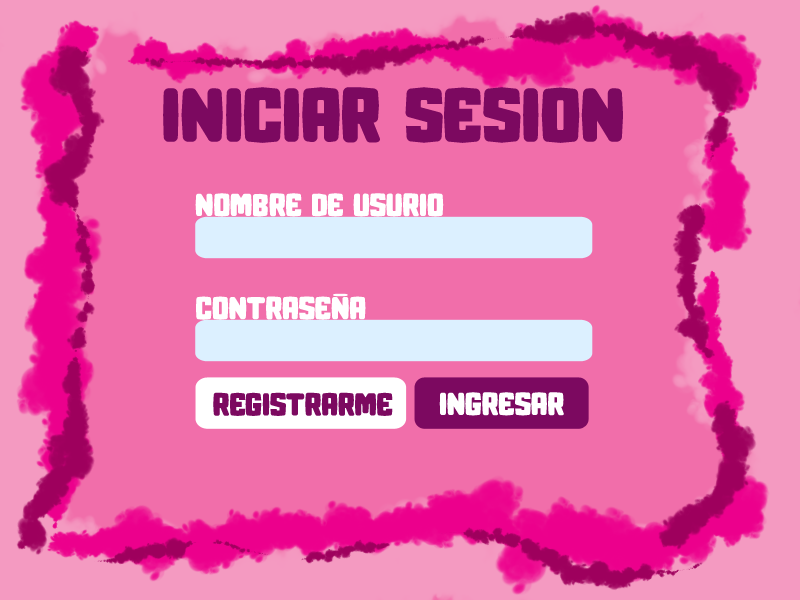 INICIAR SESION
NOMBRE DE USURIO
CONTRASEÑA
REGISTRARME INGRESAR